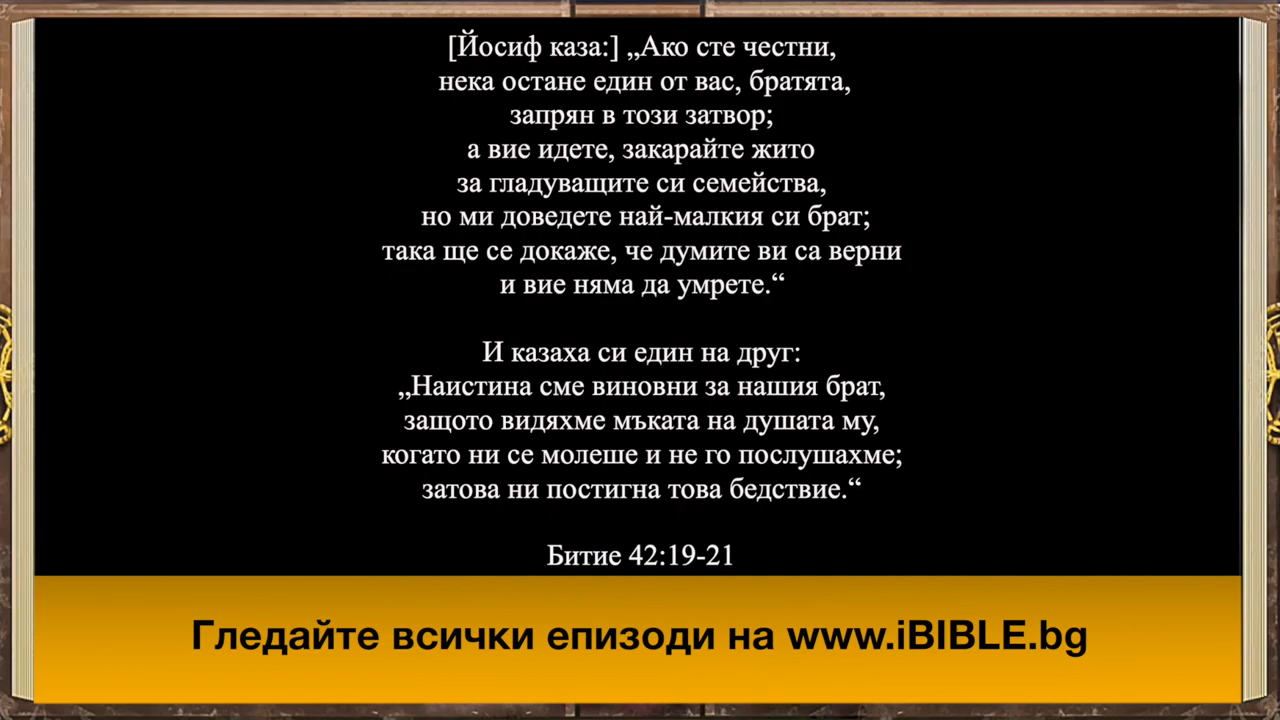 [Йосиф каза:] „Ако сте честни,
нека остане един от вас, братята,
запрян в този затвор;
а вие идете, закарайте жито
за гладуващите си семейства,
но ми доведете най-малкия си брат;
така ще се докаже, че думите ви са верни
и вие няма да умрете.“
И казаха си един на друг:
„Наистина сме виновни за нашия брат,
защото видяхме мъката на душата му,
когато ни се молеше и не го послушахме;
затова ни постигна това бедствие.“
Битие 42:19-21
Гледайте всички епизоди на www.iBIBLE.bg